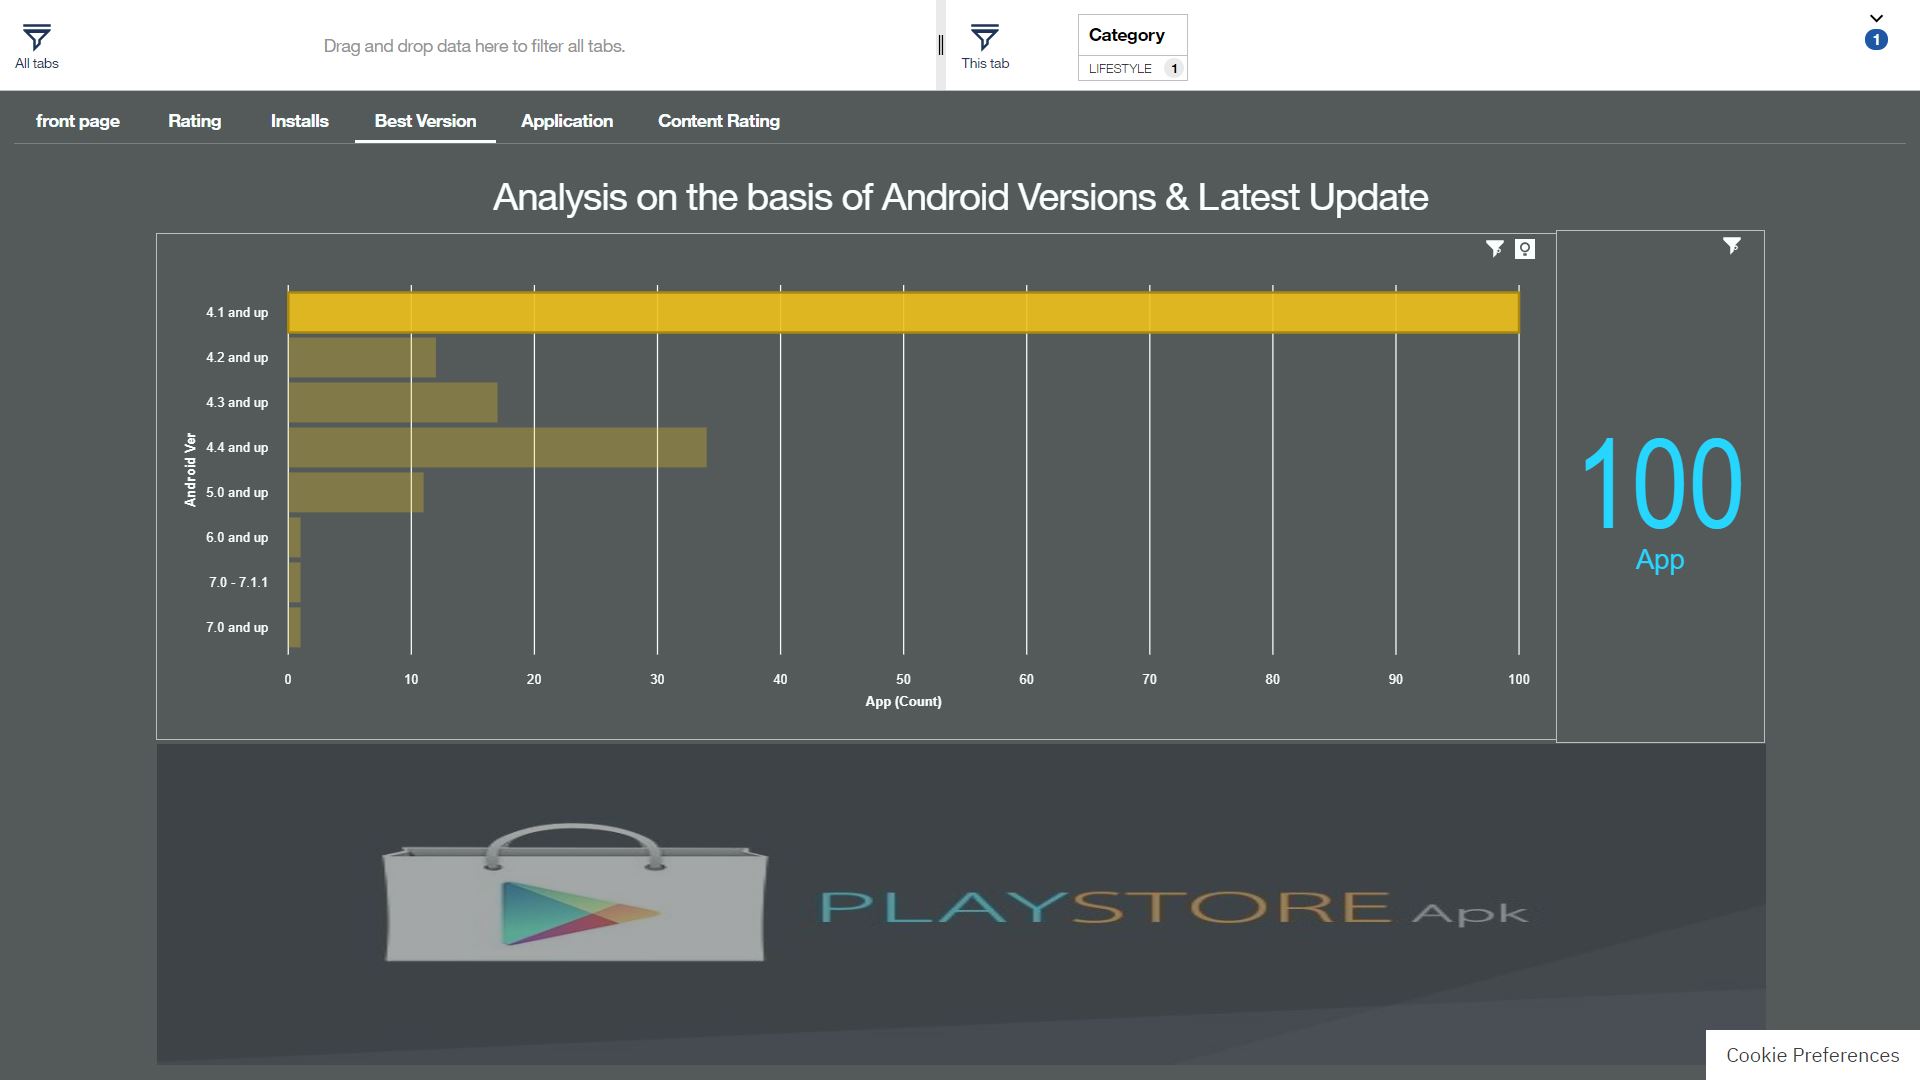 All tabs
Drag and drop data here to filter all tabs.
This tab
Category
LIFESTYLE 1
1
front page
Rating
Installs
Best Version
Application
Content Rating
Analysis on the basis of Android Versions & Latest Update
Android Ver
4.1 and up
4.2 and up
4.3 and up
4.4 and up
5.0 and up
6.0 and up
7.0 - 7.1.1
7.0 and up
0 10 20 30 40 50 60 70 80 90 100
App (Count)
100
App
PLAYSTORE Apk
Cookie Preferences